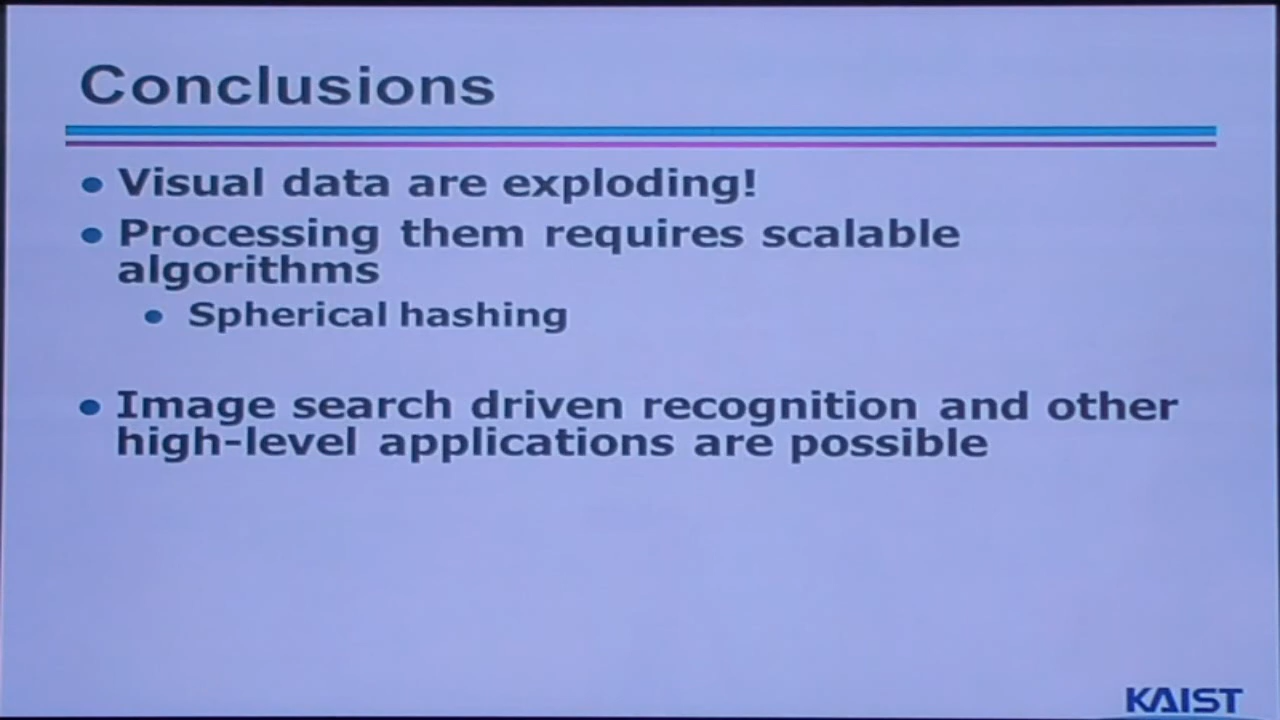 Conclusions
Visual data are exploding!
Processing them requires scalable
algorithms
Spherical hashing
Image search driven recognition and other
high-level applications are possible
KAIST